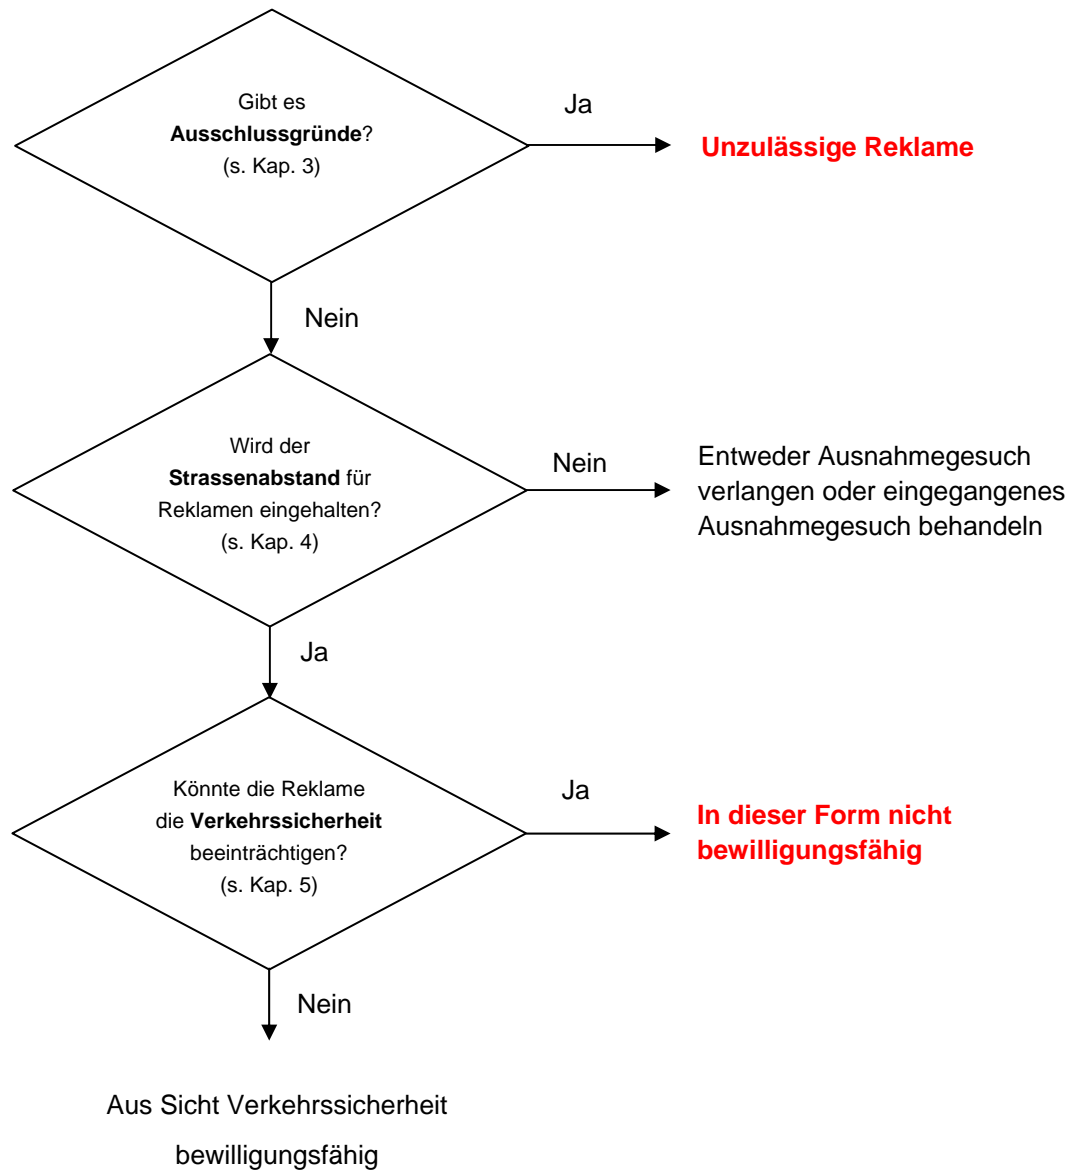 Gibt es
Ausschlussgründe?
(s. Kap. 3)
Ja
Unzulässige Reklame
Nein
Wird der
Strassenabstand für
Reklamen eingehalten?
(s. Kap. 4)
Nein
Entweder Ausnahmegesuch
verlangen oder eingegangenes
Ausnahmegesuch behandeln
Ja
Könnte die Reklame
die Verkehrssicherheit
beeinträchtigen?
(s. Kap. 5)
Ja
In dieser Form nicht
bewilligungsfähig
Nein
Aus Sicht Verkehrssicherheit
bewilligungsfähig